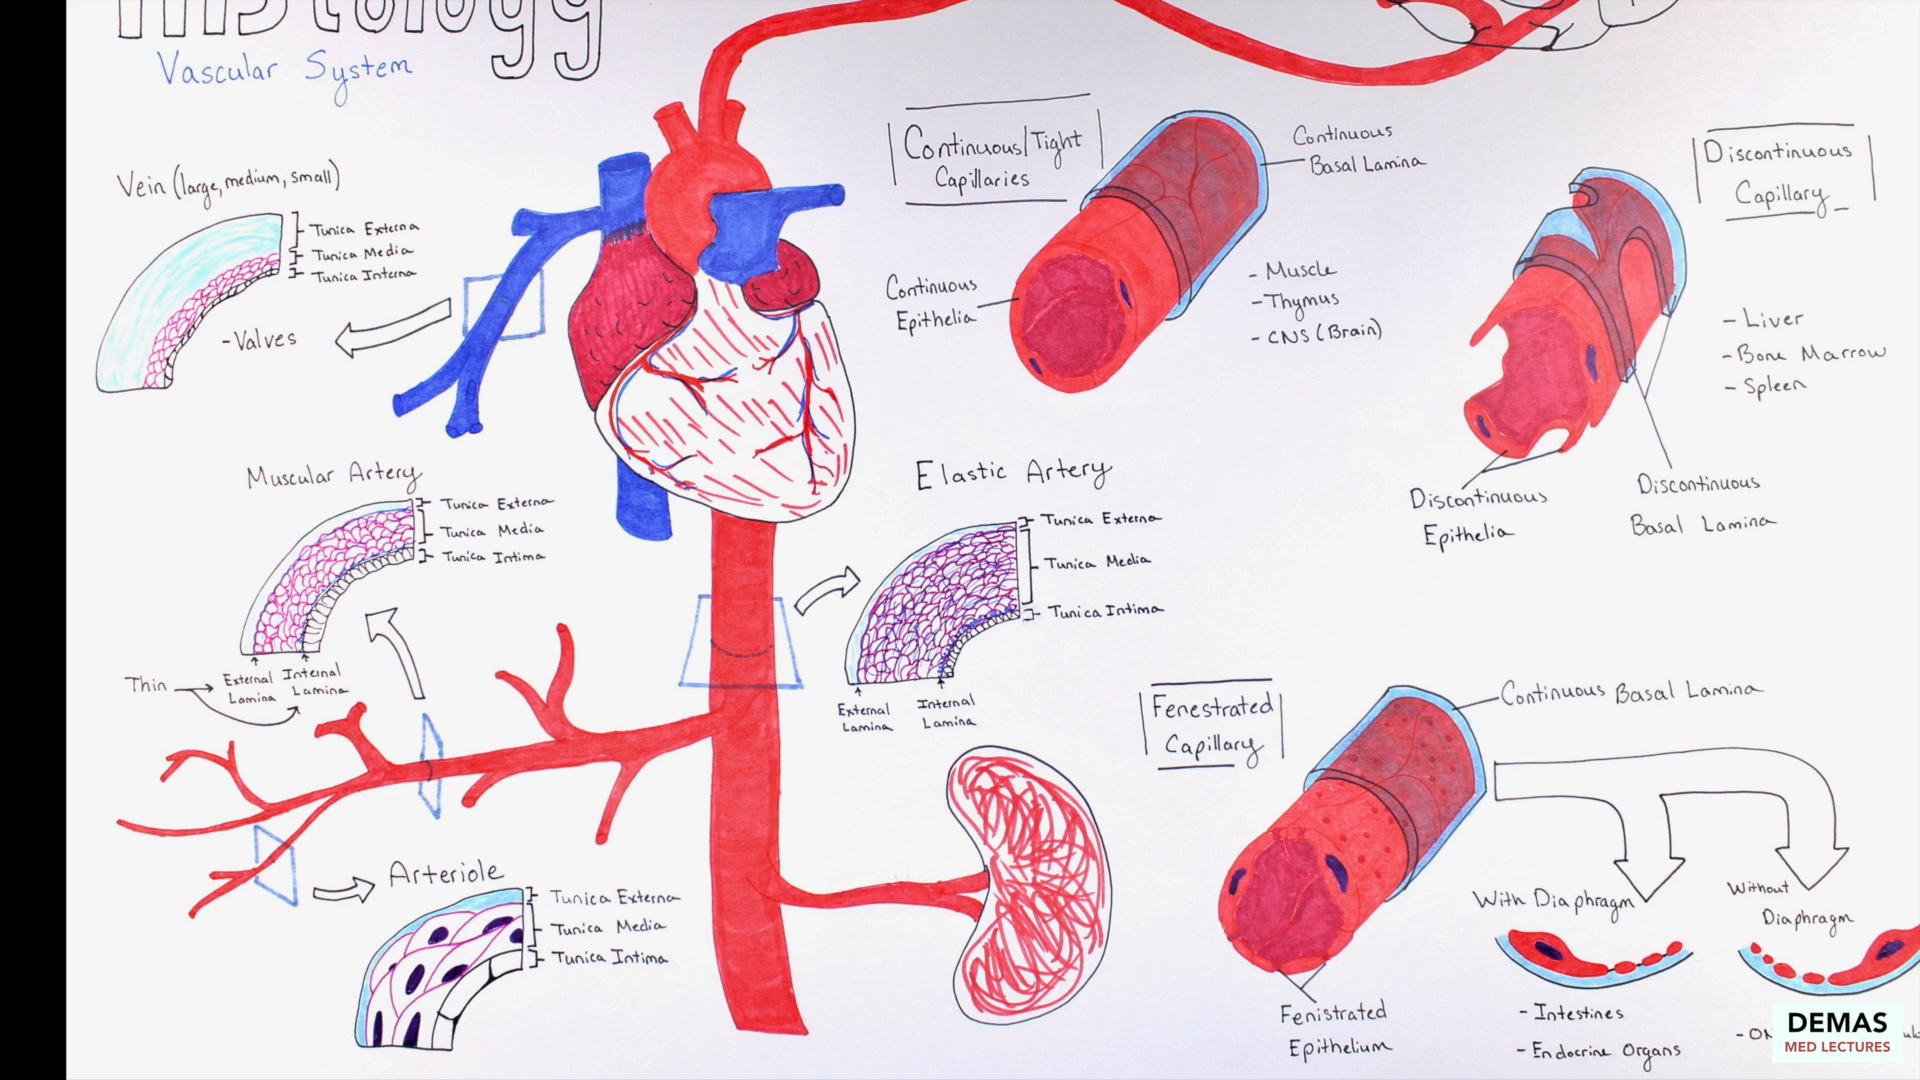 Histology
Vascular System
Vein (large, medium, small)
Tunica Externa
Tunica Media
Tunica Interna
-Valves
Muscular Artery
Tunica Externa
Tunica Media
Tunica Intima
Thin
External
Lamina
Internal
Lamina
Arteriole
Tunica Externa
Tunica Media
Tunica Intima
Elastic Artery
Tunica Externa
Tunica Media
Tunica Intima
External
Lamina
Internal
Lamina
Continuous/Tight
Capillaries
Continuous
Basal Lamina
Continuous
Epithelia
- Muscle
- Thymus
- CNS (Brain)
Discontinuous
Capillary
- Liver
- Bone Marrow
- Spleen
Discontinuous
Epithelia
Discontinuous
Basal Lamina
Fenestrated
Capillary
Continuous Basal Lamina
Fenistrated
Epithelium
With Diaphragm
- Intestines
- Endocrine Organs
Without
Diaphragm
DEMAS
MED LECTURES